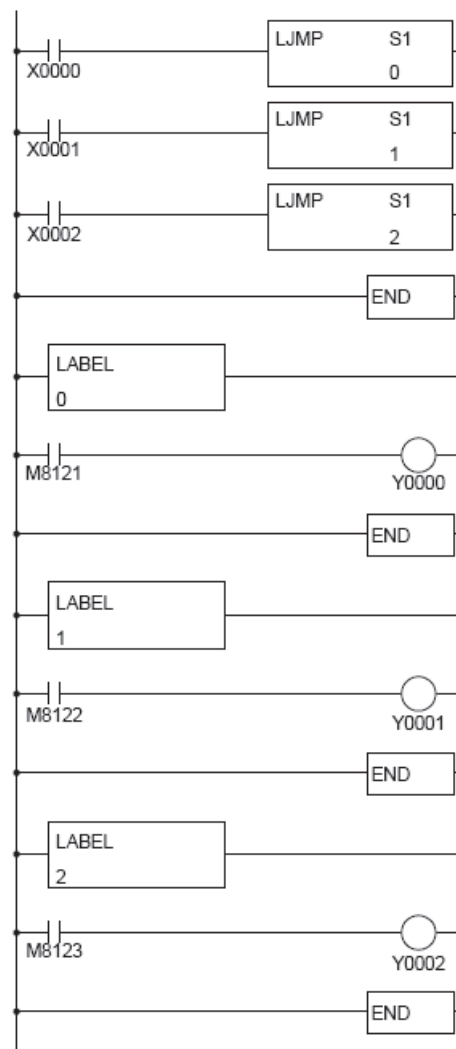 LJMP S1
X0000 0
LJMP S1
X0001 1
LJMP S1
X0002 2
END
LABEL
0
M8121 Y0000
END
LABEL
1
M8122 Y0001
END
LABEL
2
M8123 Y0002
END